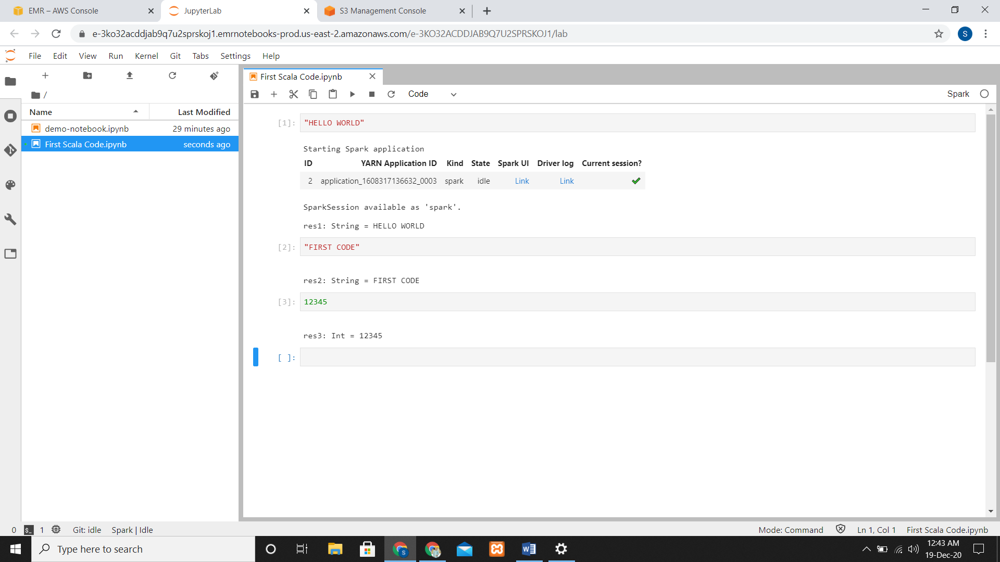 EMR – AWS Console
JupyterLab
S3 Management Console
e-3ko32acddjab9q7u2sprskoj1.emrnotebooks-prod.us-east-2.amazonaws.com/e-3KO32ACDDJAB9Q7U2SPRSKOJ1/lab
S
File Edit View Run Kernel Git Tabs Settings Help
/
Name Last Modified
demo-notebook.ipynb 29 minutes ago
First Scala Code.ipynb seconds ago
First Scala Code.ipynb
Code
Spark
[1]: "HELLO WORLD"
Starting Spark application
ID YARN Application ID Kind State Spark UI Driver log Current session?
2 application_1608317136632_0003 spark idle Link Link
SparkSession available as 'spark'.
res1: String = HELLO WORLD
[2]: "FIRST CODE"
res2: String = FIRST CODE
[3]: 12345
res3: Int = 12345
[ ]:
0 $_ 1 Git: idle Spark | Idle
Mode: Command Ln 1, Col 1 First Scala Code.ipynb
Type here to search
S
W
12:43 AM
19-Dec-20